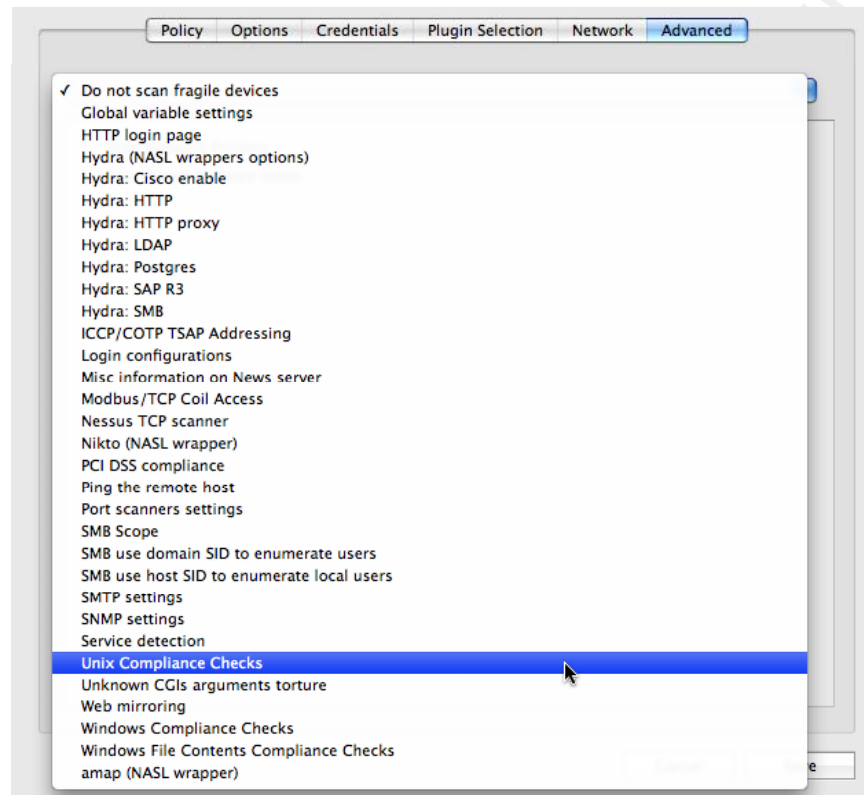 Policy Options Credentials Plugin Selection Network Advanced
✓ Do not scan fragile devices
Global variable settings
HTTP login page
Hydra (NASL wrappers options)
Hydra: Cisco enable
Hydra: HTTP
Hydra: HTTP proxy
Hydra: LDAP
Hydra: Postgres
Hydra: SAP R3
Hydra: SMB
ICCP/COTP TSAP Addressing
Login configurations
Misc information on News server
Modbus/TCP Coil Access
Nessus TCP scanner
Nikto (NASL wrapper)
PCI DSS compliance
Ping the remote host
Port scanners settings
SMB Scope
SMB use domain SID to enumerate users
SMB use host SID to enumerate local users
SMTP settings
SNMP settings
Service detection
Unix Compliance Checks
Unknown CGIs arguments torture
Web mirroring
Windows Compliance Checks
Windows File Contents Compliance Checks
amap (NASL wrapper)